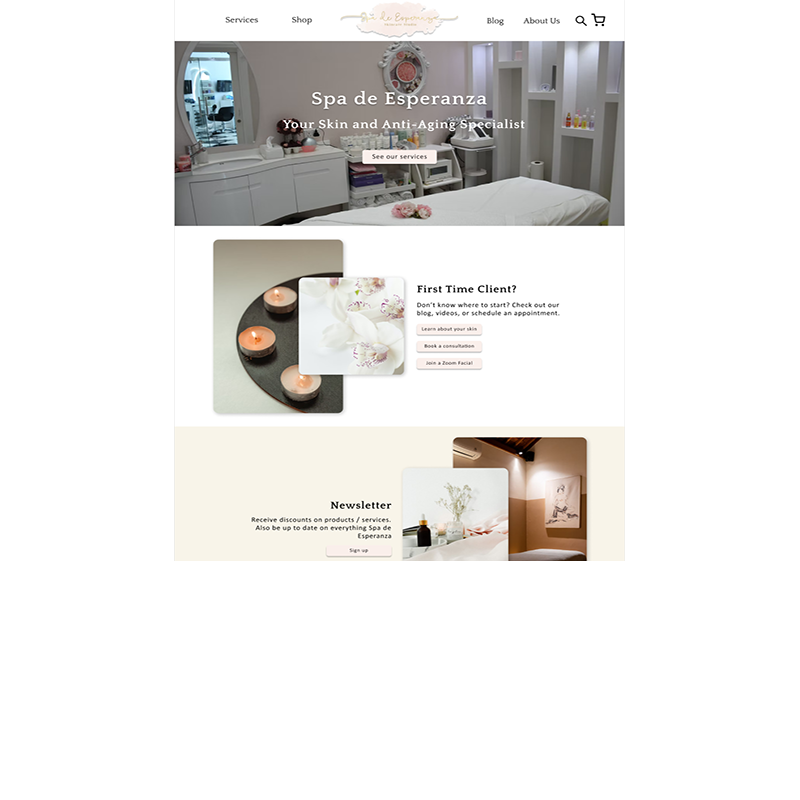 Services
Shop
Spa de Esperanza
Blog
About Us
Spa de Esperanza
Your Skin and Anti-Aging Specialist
See our services
First Time Client?
Don't know where to start? Check out our
blog, videos, or schedule an appointment.
Learn about your skin
Book a consultation
Join a Zoom Facial
Newsletter
Receive discounts on products / services.
Also be up to date on everything Spa de
Esperanza
Sign up